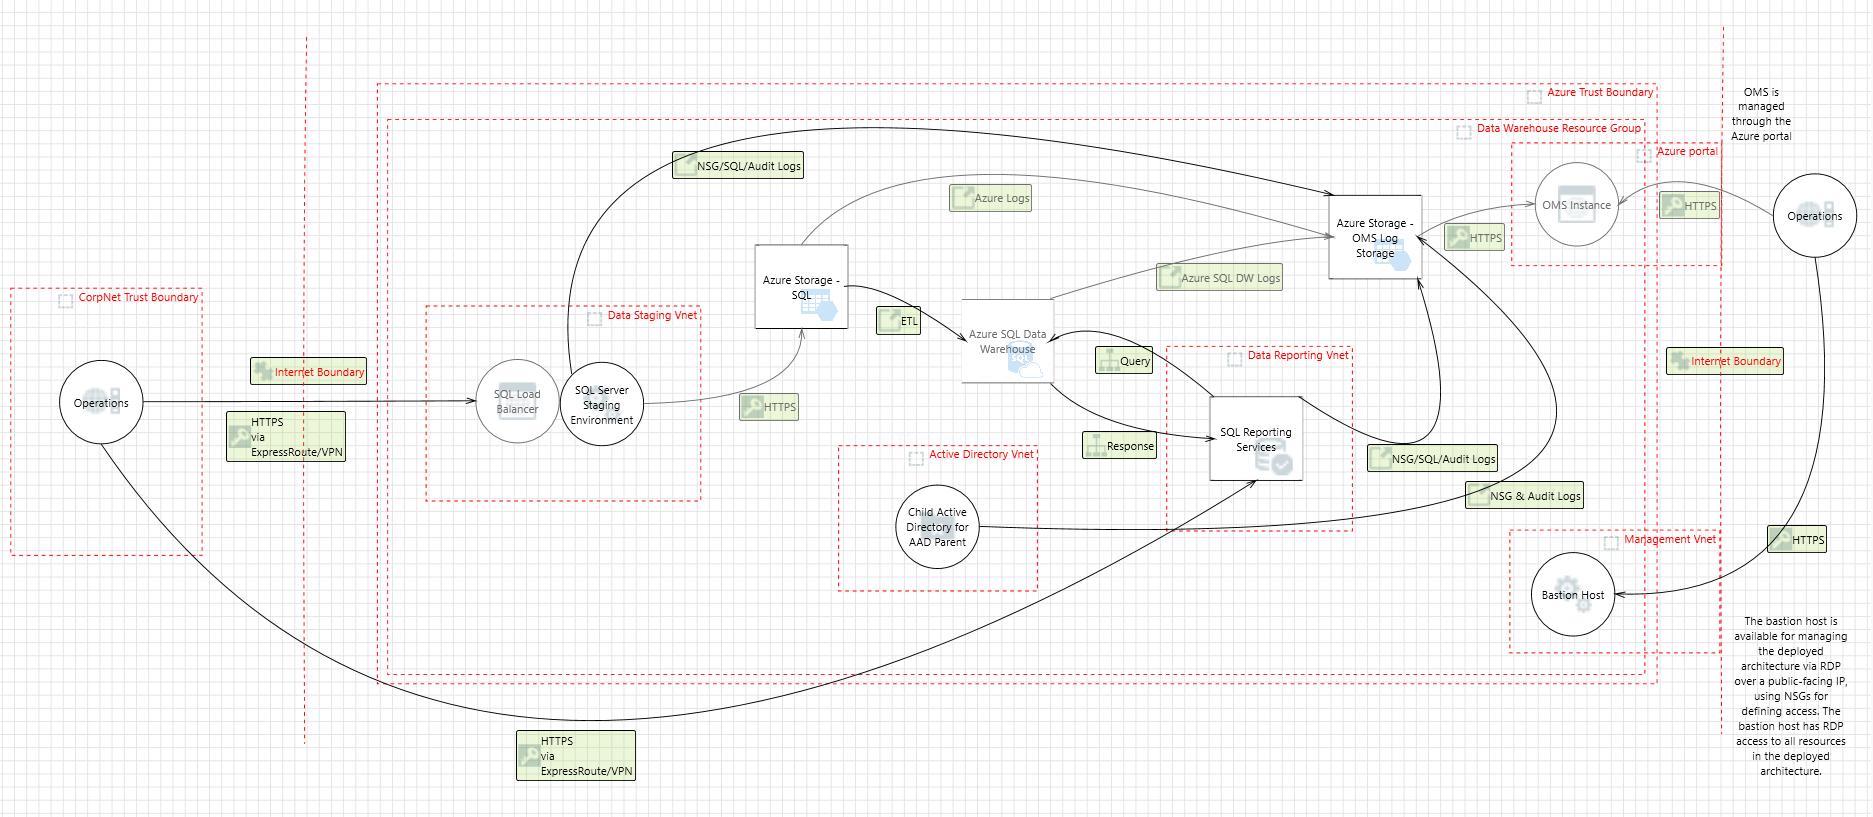 Azure Trust Boundary
OMS is
managed
through the
Azure portal
Data Warehouse Resource Group
Azure portal
NSG/SQL/Audit Logs
Azure Logs
OMS Instance
HTTPS
Operations
Azure Storage -
OMS Log
Storage
HTTPS
Azure SQL DW Logs
Azure Storage -
SQL
CorpNet Trust Boundary
Data Staging Vnet
ETL
Azure SQL Data
Warehouse
SQL
Query
Data Reporting Vnet
Internet Boundary
Internet Boundary
Operations
SQL Load
Balancer
SQL Server
Staging
Environment
HTTPS
HTTPS
via
ExpressRoute/VPN
Response
SQL Reporting
Services
NSG/SQL/Audit Logs
Active Directory Vnet
NSG & Audit Logs
Child Active
Directory for
AAD Parent
Management Vnet
HTTPS
Bastion Host
The bastion host is
available for managing
the deployed
architecture via RDP
over a public-facing IP,
using NSGs for
defining access. The
bastion host has RDP
access to all resources
in the deployed
architecture.
HTTPS
via
ExpressRoute/VPN